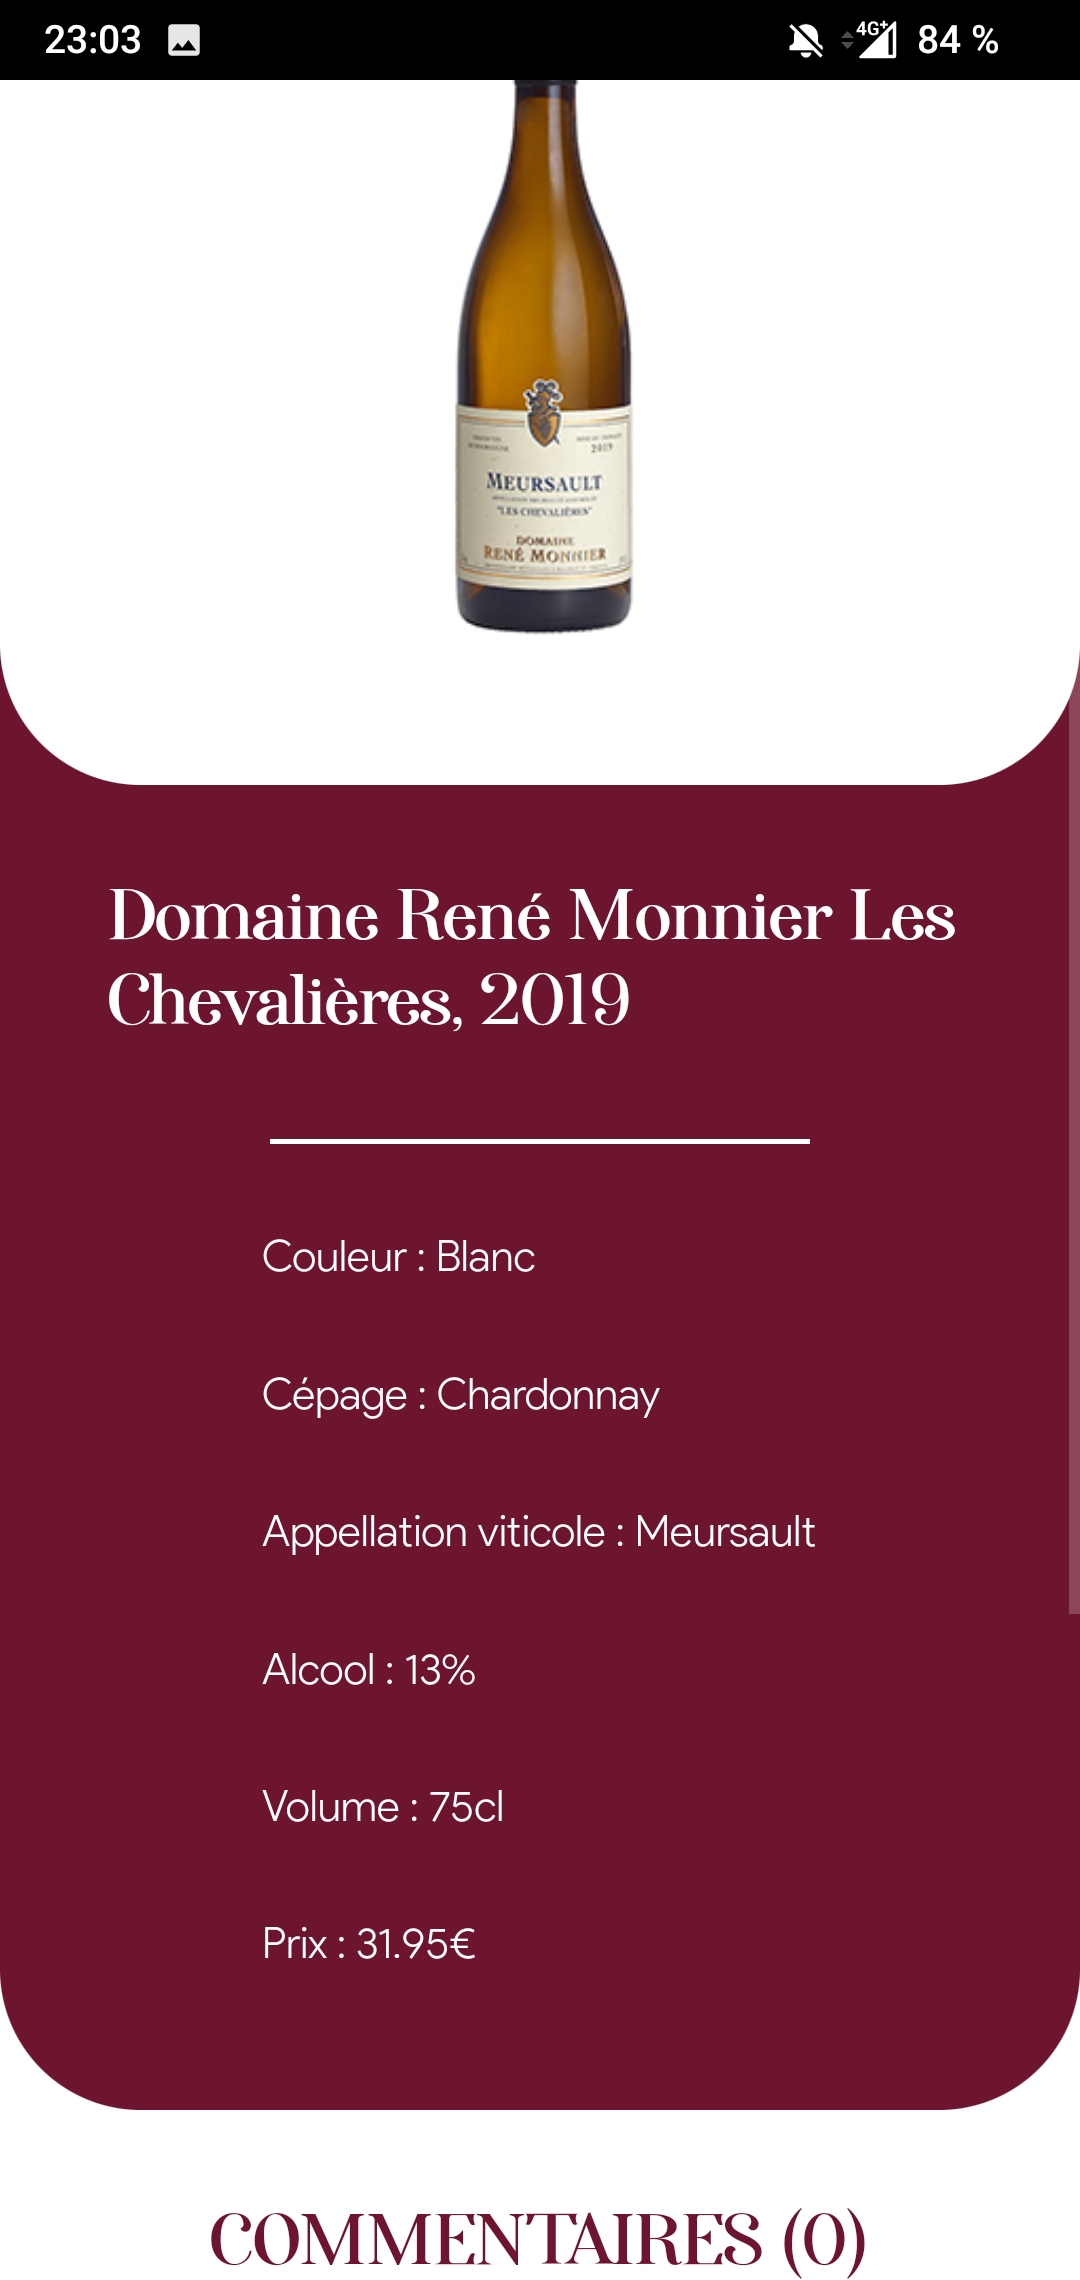 23:03
4G+
84 %
2019
MEURSAULT
"LES CHEVALIÈRES"
DOMAINE
RENÉ MONNIER
Domaine René Monnier Les
Chevalières, 2019
Couleur : Blanc
Cépage : Chardonnay
Appellation viticole : Meursault
Alcool : 13%
Volume : 75cl
Prix : 31.95€
COMMENTAIRES (0)